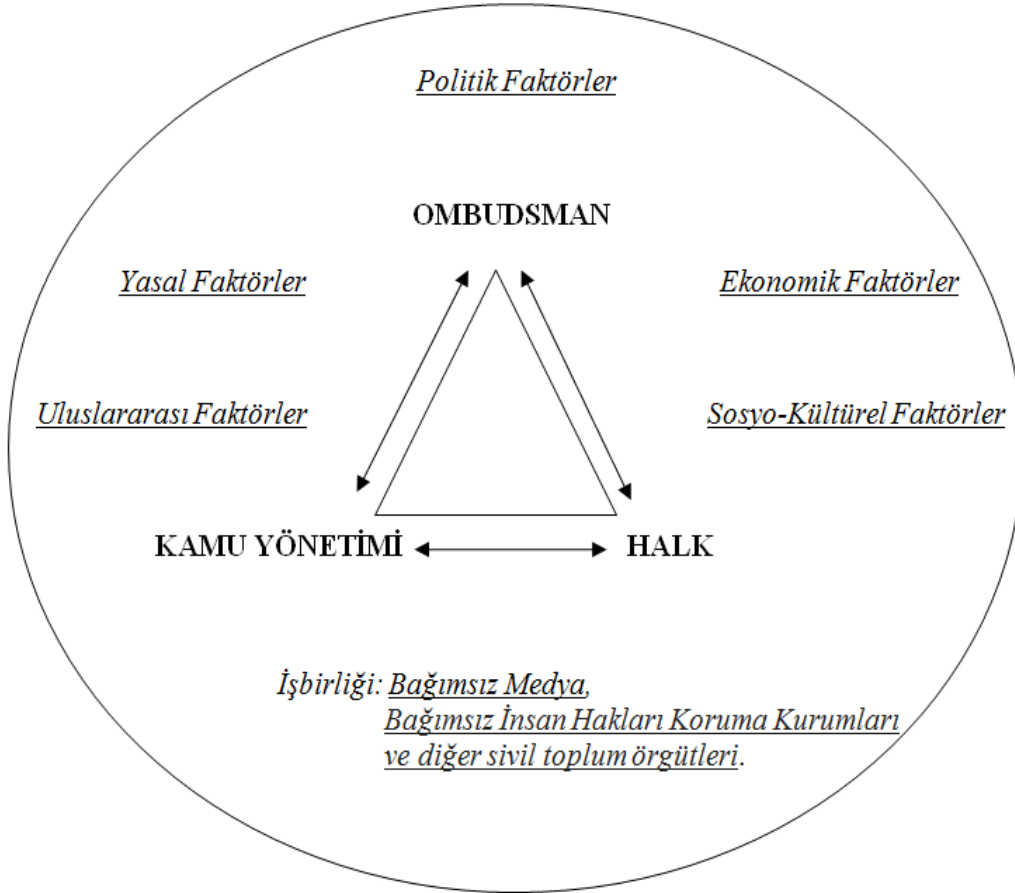 Politik Faktörler
OMBUDSMAN
Yasal Faktörler
Ekonomik Faktörler
Uluslararası Faktörler
Sosyo-Kültürel Faktörler
KAMU YÖNETİMİ
HALK
İşbirliği: Bağımsız Medya,
Bağımsız İnsan Hakları Koruma Kurumları
ve diğer sivil toplum örgütleri.